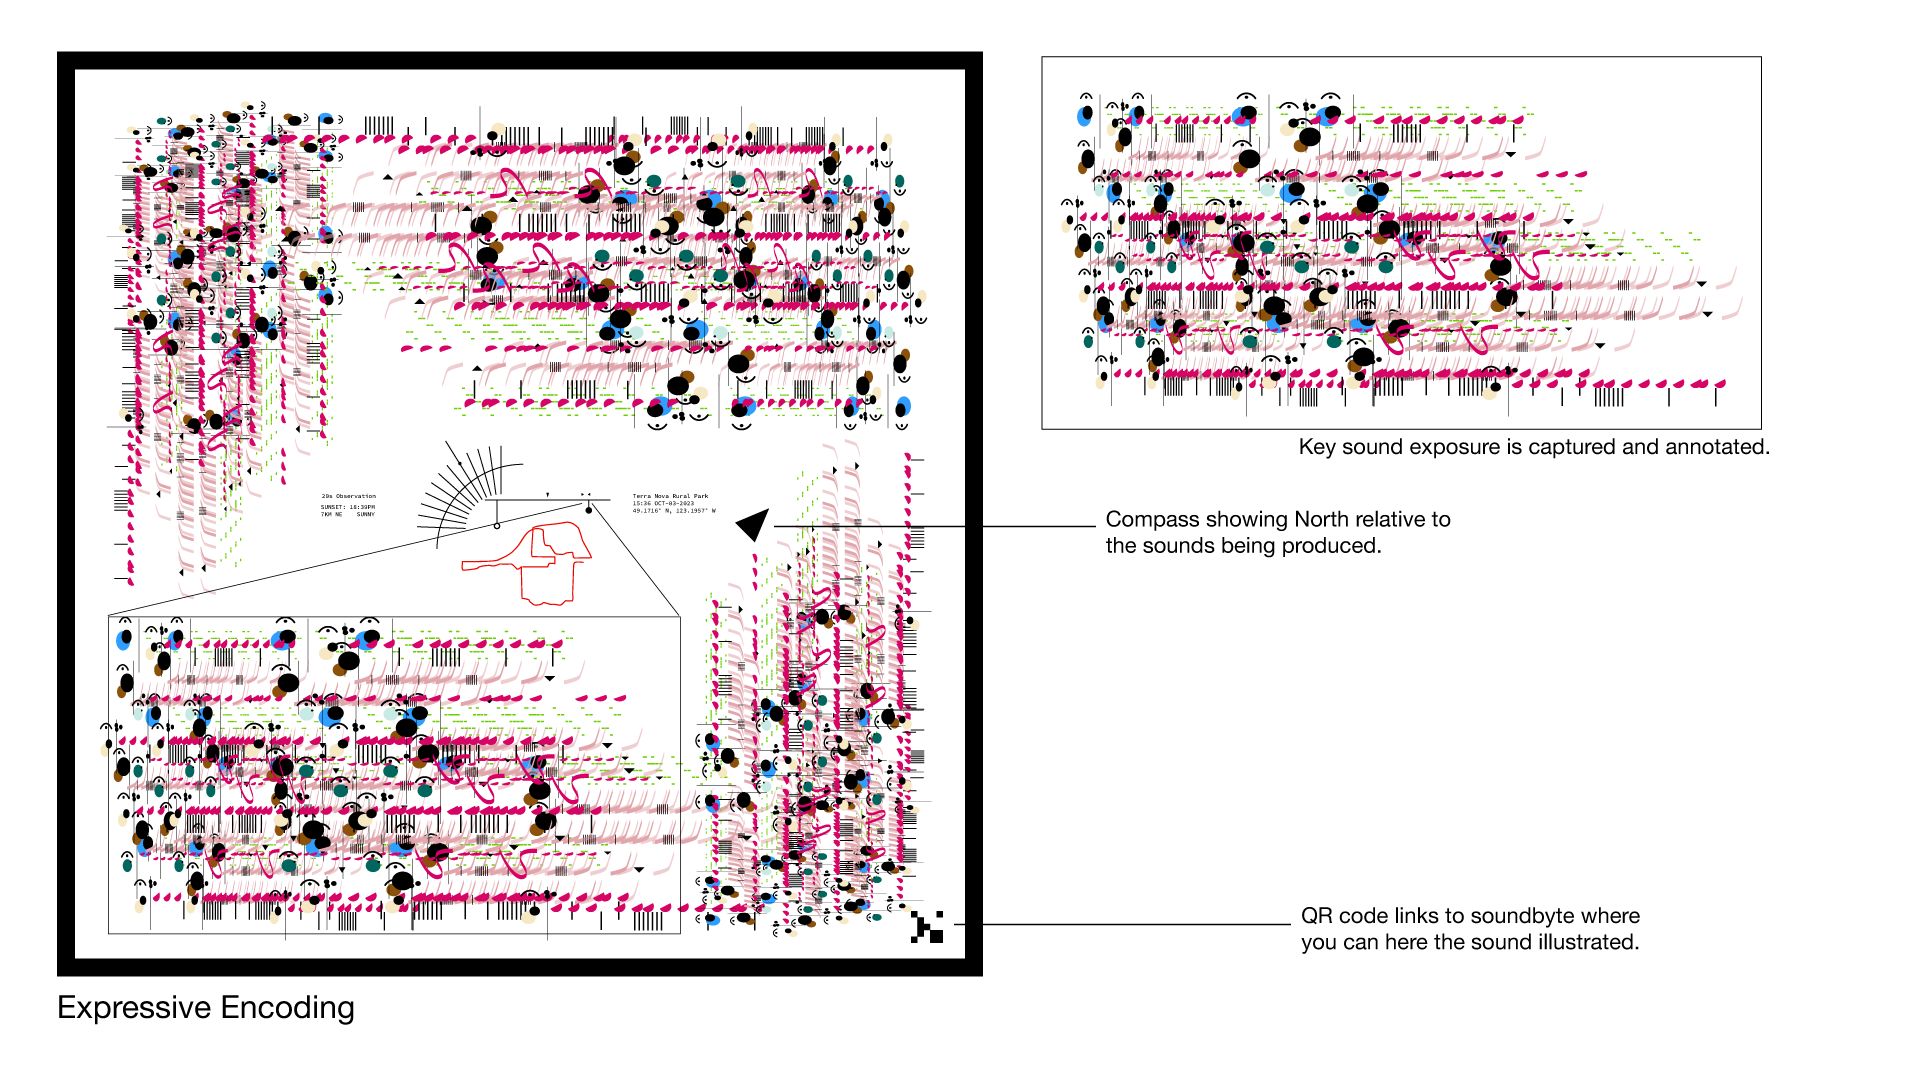 29s Observation
SUNSET: 18:39PM
7KM NE SUNNY
Terra Nova Rural Park
15:36 OCT-03-2023
49.1716° N, 123.1957° W
Key sound exposure is captured and annotated.
Compass showing North relative to
the sounds being produced.
QR code links to soundbyte where
you can here the sound illustrated.
Expressive Encoding